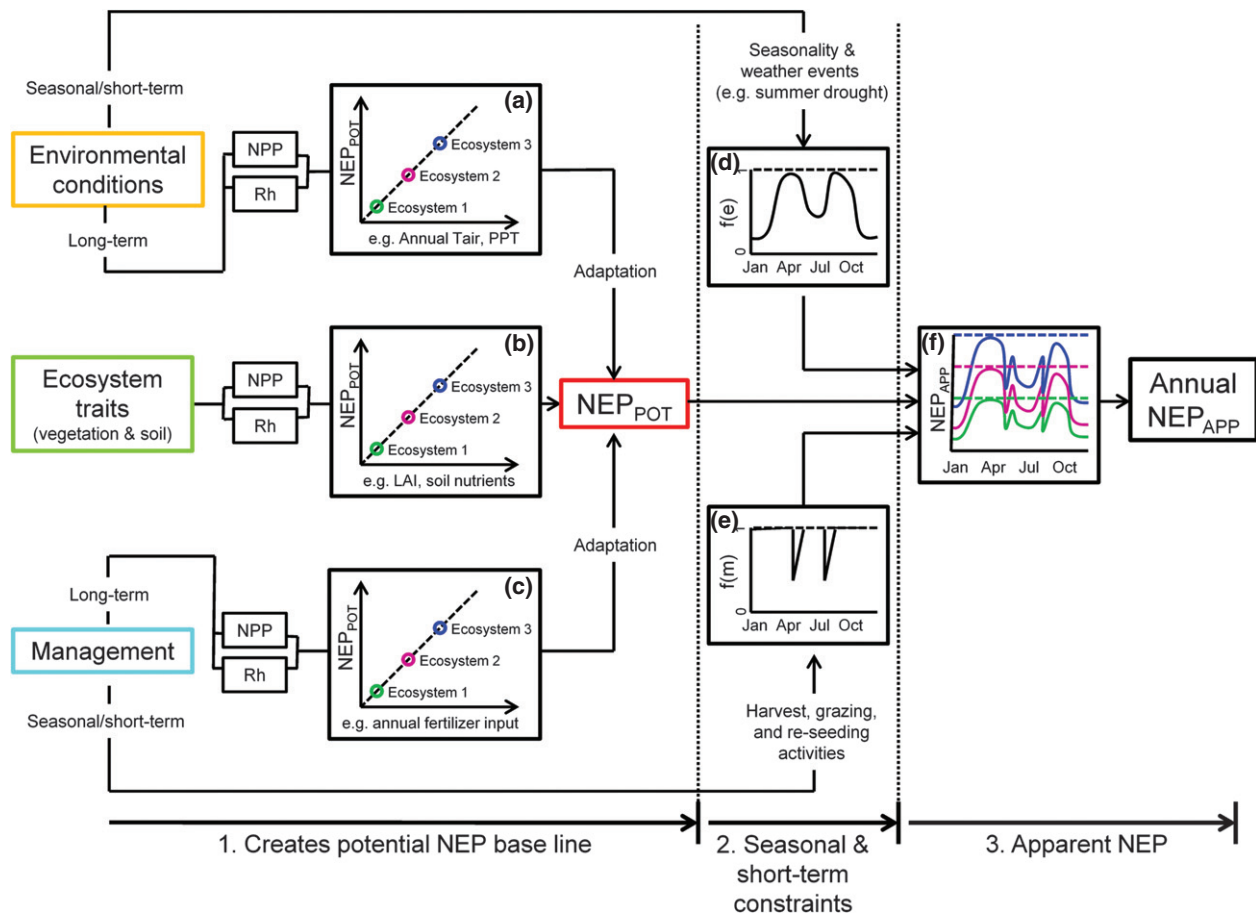 Seasonal/short-term
Environmental
conditions
Long-term
NPP
Rh
(a)
NEPPOT
Ecosystem 3
Ecosystem 2
Ecosystem 1
e.g. Annual Tair, PPT
Adaptation
Ecosystem
traits
(vegetation & soil)
NPP
Rh
(b)
NEPPOT
Ecosystem 3
Ecosystem 2
Ecosystem 1
e.g. LAI, soil nutrients
NEPPOT
Long-term
Management
Seasonal/short-term
NPP
Rh
(c)
NEPPOT
Ecosystem 3
Ecosystem 2
Ecosystem 1
e.g. annual fertilizer input
Adaptation
Seasonality &
weather events
(e.g. summer drought)
(d)
1
f(e)
0
Jan Apr Jul Oct
(e)
1
f(m)
0
Jan Apr Jul Oct
Harvest, grazing,
and re-seeding
activities
(f)
NEPAPP
Jan Apr Jul Oct
Annual
NEPAPP
1. Creates potential NEP base line
2. Seasonal &
short-term
constraints
3. Apparent NEP